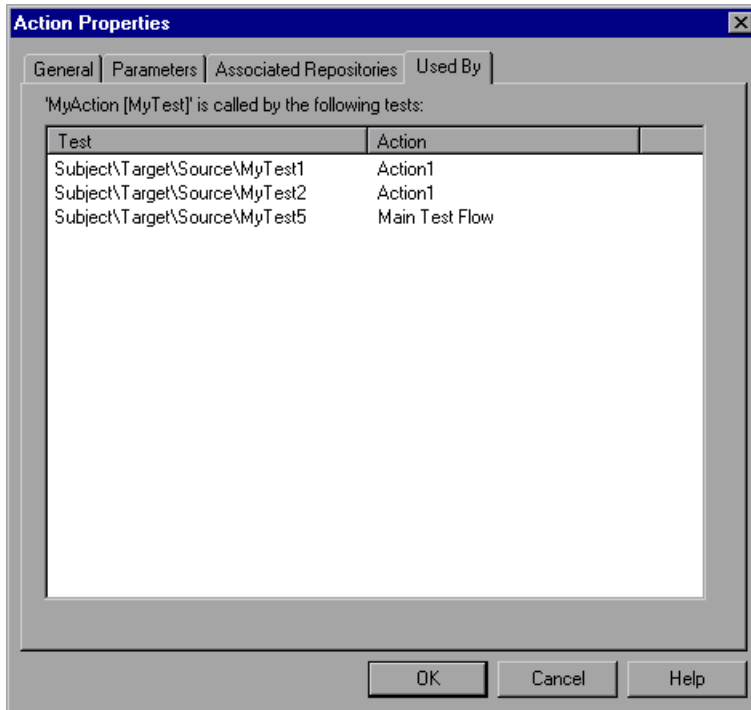 Action Properties
General Parameters Associated Repositories Used By
'MyAction [MyTest]' is called by the following tests:
Test Action
Subject\Target\Source\MyTest1 Action1
Subject\Target\Source\MyTest2 Action1
Subject\Target\Source\MyTest5 Main Test Flow
OK Cancel Help